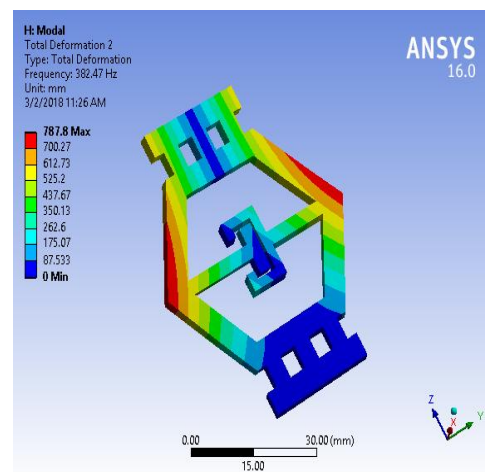 H: Modal
Total Deformation 2
Type: Total Deformation
Frequency: 382.47 Hz
Unit: mm
3/2/2018 11:26 AM
ANSYS
16.0
787.8 Max
700.27
612.73
525.2
437.67
350.13
262.6
175.07
87.533
0 Min
0.00 30.00 (mm)
15.00
Z
X
Y